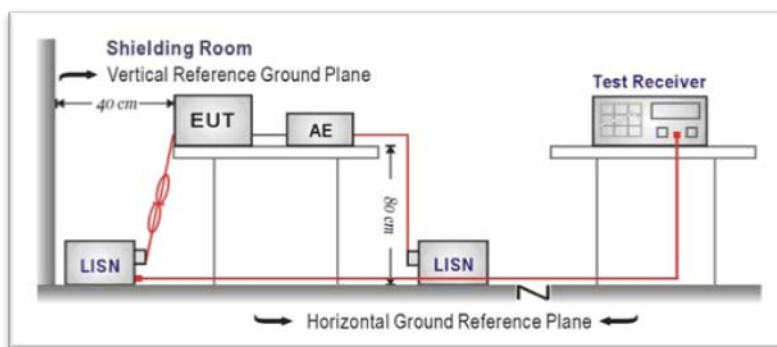 Shielding Room
Vertical Reference Ground Plane
40 cm
Test Receiver
EUT
AE
80 cm
LISN
LISN
Horizontal Ground Reference Plane